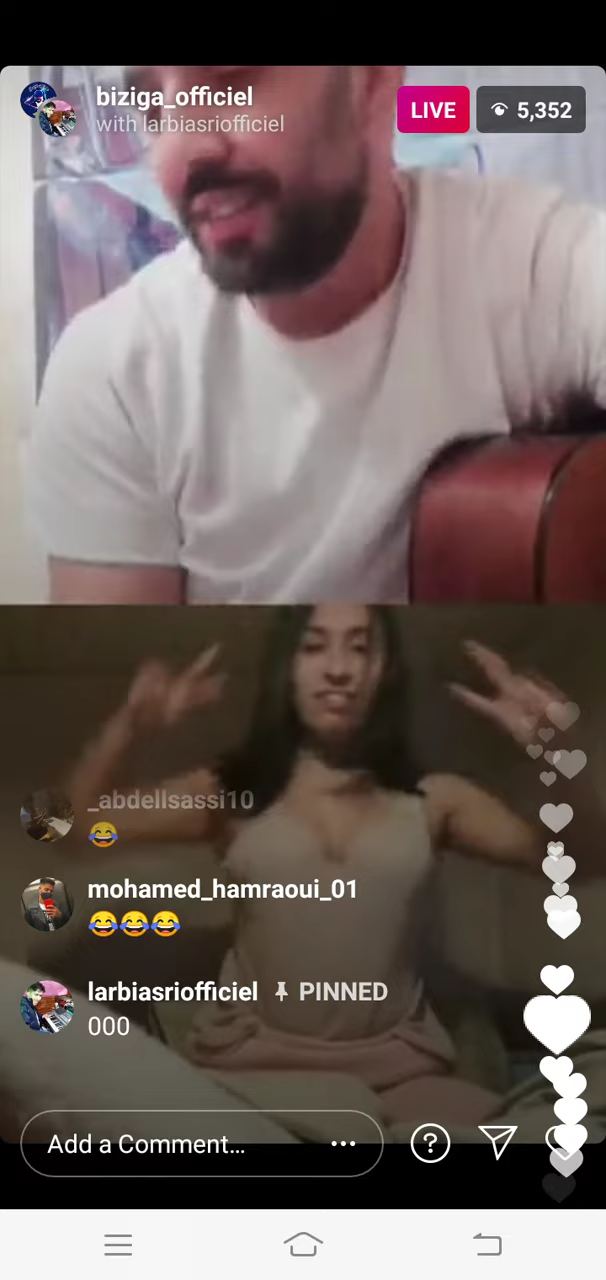 biziga_officiel
with larbiasriofficiel
LIVE
5,352
_abdellsassi10
😂
mohamed_hamraoui_01
😂😂😂
larbiasriofficiel PINNED
000
Add a Comment...